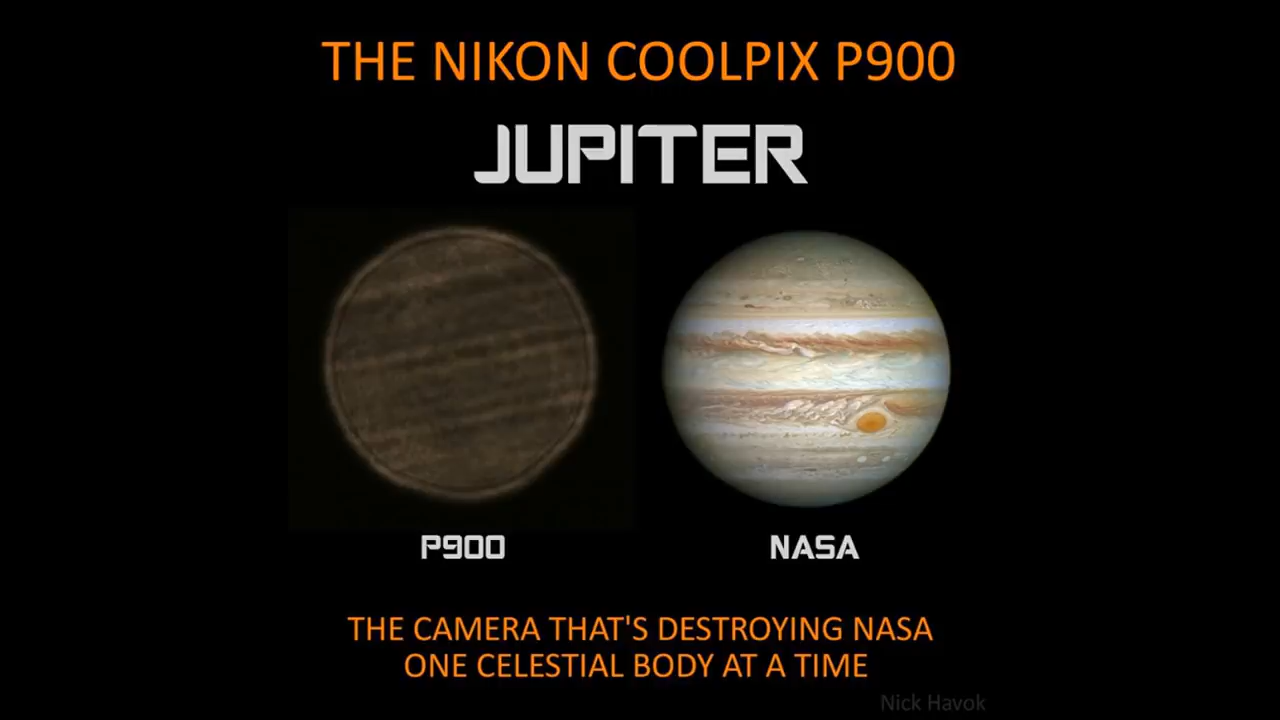 THE NIKON COOLPIX P900
JUPITER
P900 NASA
THE CAMERA THAT'S DESTROYING NASA
ONE CELESTIAL BODY AT A TIME
Nick Havok